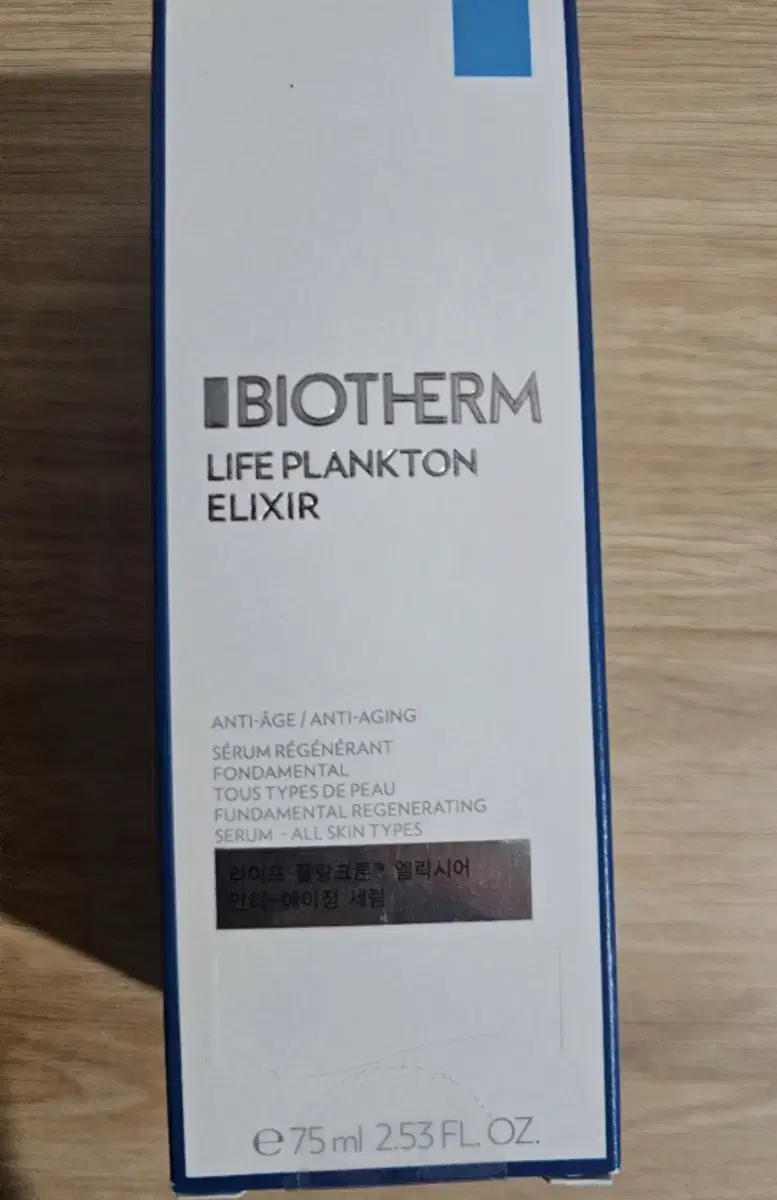 BIOTHERM
LIFE PLANKTON
ELIXIR
ANTI-ÂGE / ANTI-AGING
SÉRUM RÉGÉNÉRANT
FONDAMENTAL
TOUS TYPES DE PEAU
FUNDAMENTAL REGENERATING
SERUM - ALL SKIN TYPES
라이프 플랑크톤® 엘릭시어
안티-에이징 세럼
e 75 ml 2.53 FL. OZ.